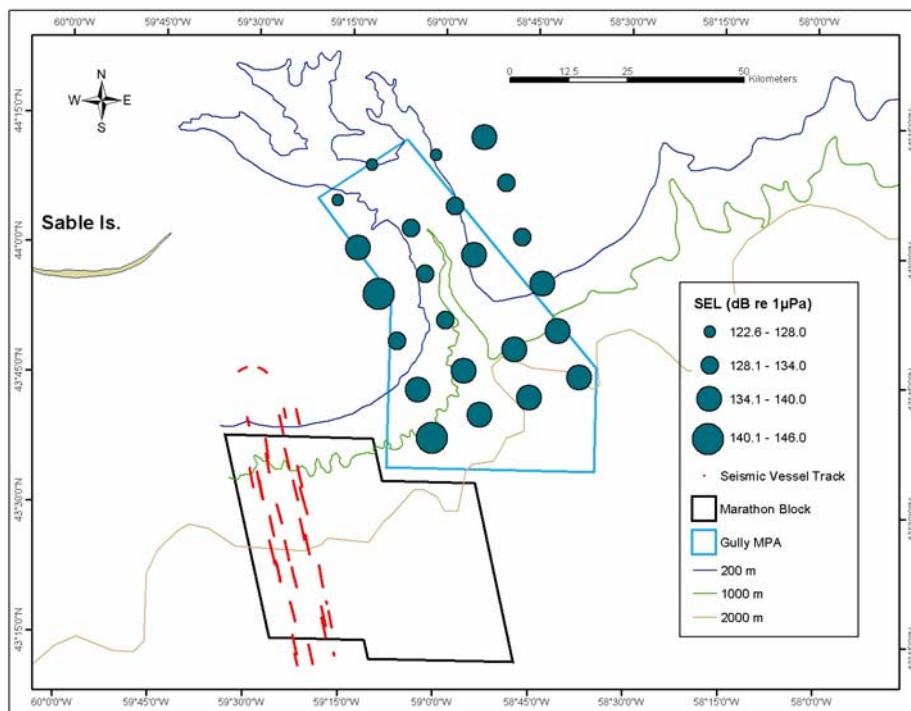 60°0'0"W 59°45'0"W 59°30'0"W 59°15'0"W 59°0'0"W 58°45'0"W 58°30'0"W 58°15'0"W 58°0'0"W
N
W E
S
0 12.5 25 50
Kilometers
44°15'0"N
Sable Is.
44°0'0"N
SEL (dB re 1µPa)
122.6 - 128.0
128.1 - 134.0
134.1 - 140.0
140.1 - 146.0
Seismic Vessel Track
Marathon Block
Gully MPA
200 m
1000 m
2000 m
43°45'0"N
43°30'0"N
43°15'0"N
60°0'0"W 59°45'0"W 59°30'0"W 59°15'0"W 59°0'0"W 58°45'0"W 58°30'0"W 58°15'0"W 58°0'0"W